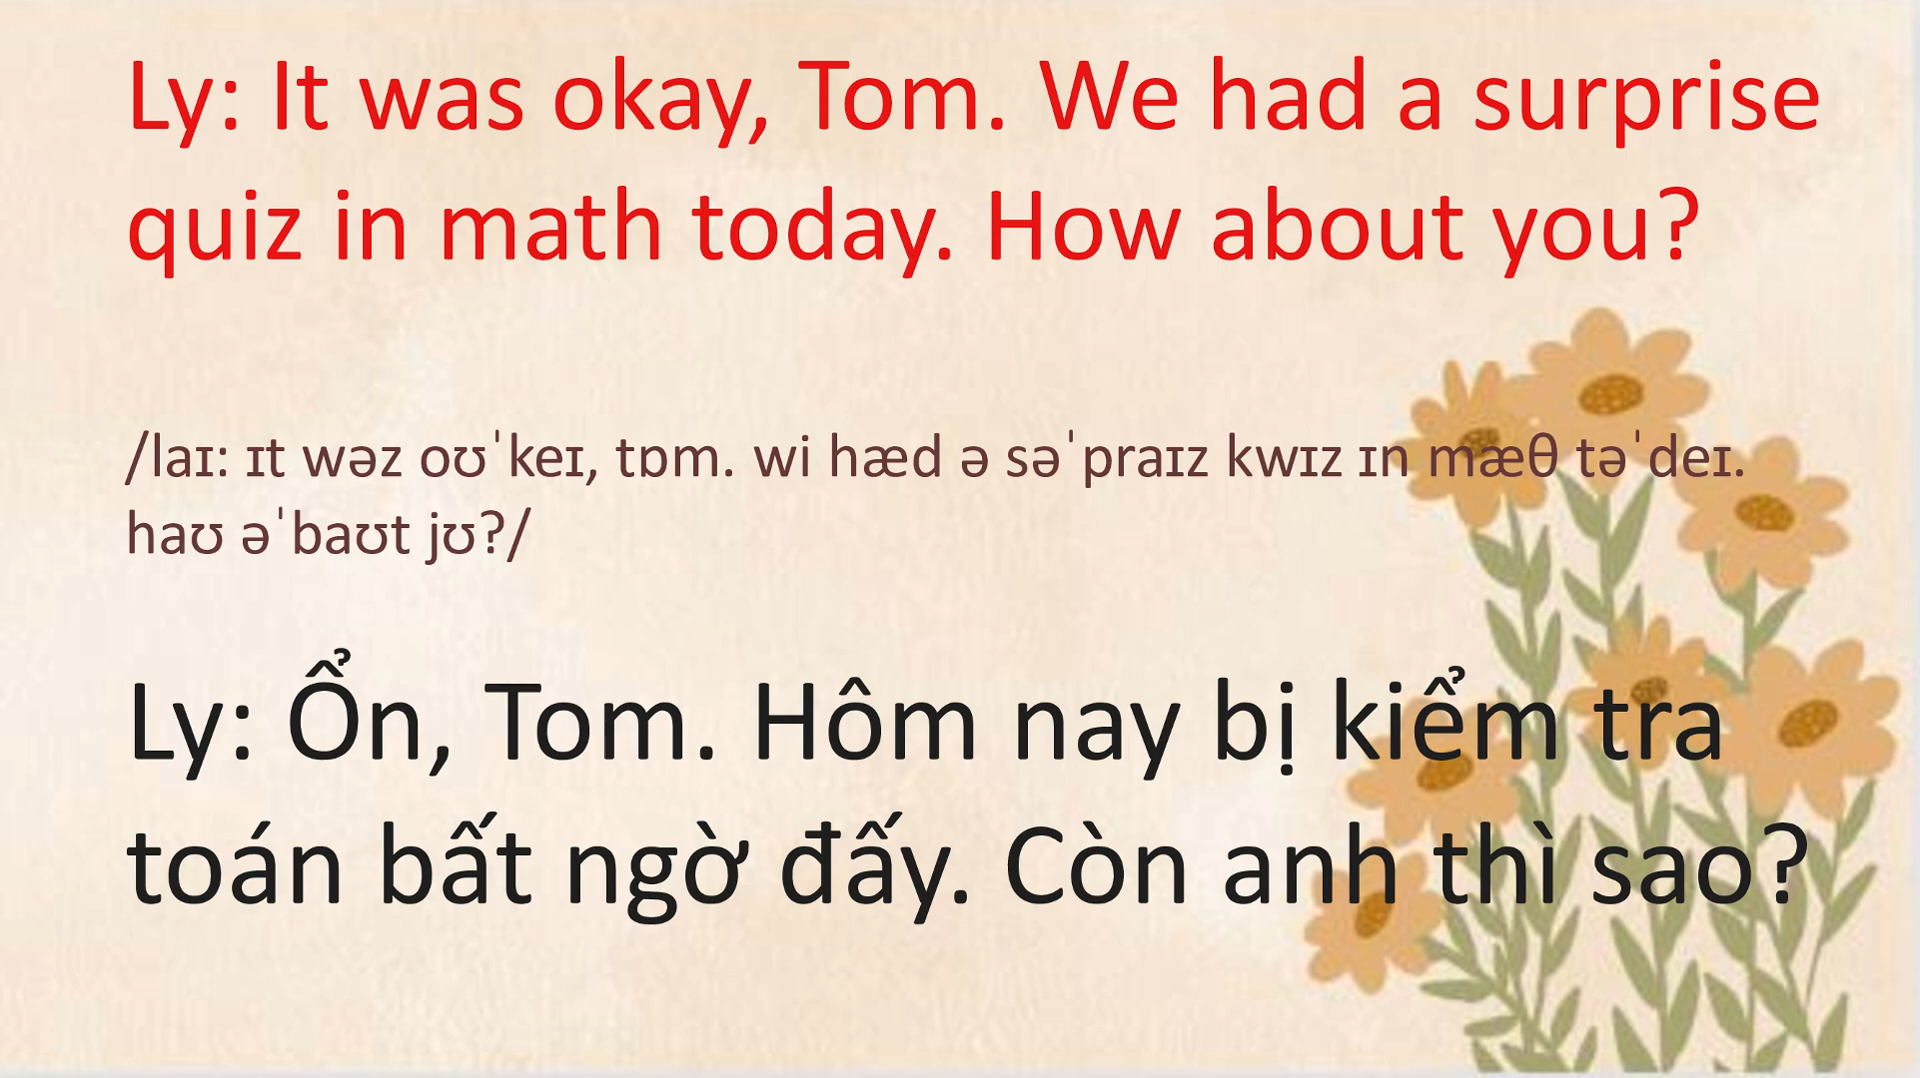 Ly: It was okay, Tom. We had a surprise
quiz in math today. How about you?
/laɪ: ɪt wəz oʊˈkeɪ, tɒm. wi hæd ə səˈpraɪz kwɪz ɪn mæθ təˈdeɪ.
haʊ əˈbaʊt jʊ?/
Ly: Ổn, Tom. Hôm nay bị kiểm tra
toán bất ngờ đấy. Còn anh thì sao?